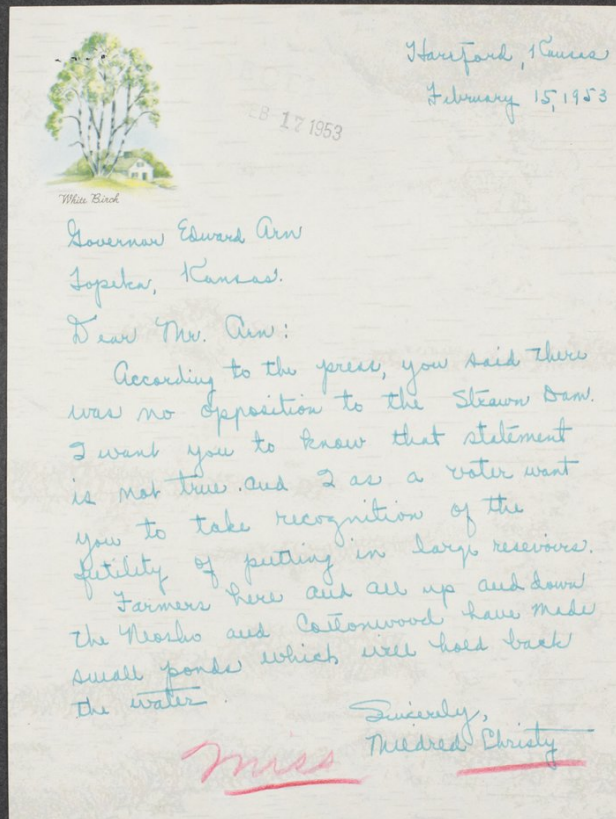 Hartford, Kansas
February 15, 1953
EB 17 1953
White Birch
Governor Edward Arn
Topeka, Kansas.
Dear Mr. Arn:
According to the press, you said there
was no opposition to the Strawn Dam.
I want you to know that statement
is not true and I as a voter want
you to take recognition of the
futility of putting in large resevoirs.
Farmers here and all up and down
the Neosho and Cottonwood have made
small ponds which will hold back
the water.
Sincerely,
Mildred Christy
Miss